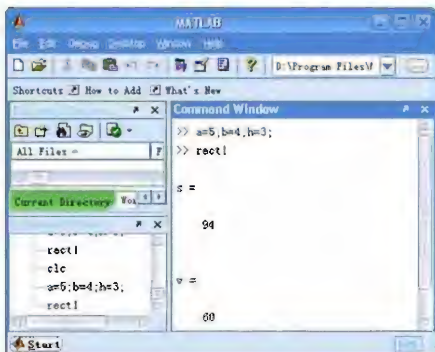 MATLAB
File Edit Debug Desktop Window Help
D:\Program Files\
Shortcuts How to Add What's New
Command Window
All Files
F
Current Directory
>> a=5;b=4;h=3;
>> rect1
s =
94
v =
60
rect1
clc
a=5;b=4;h=3;
rect1
Start